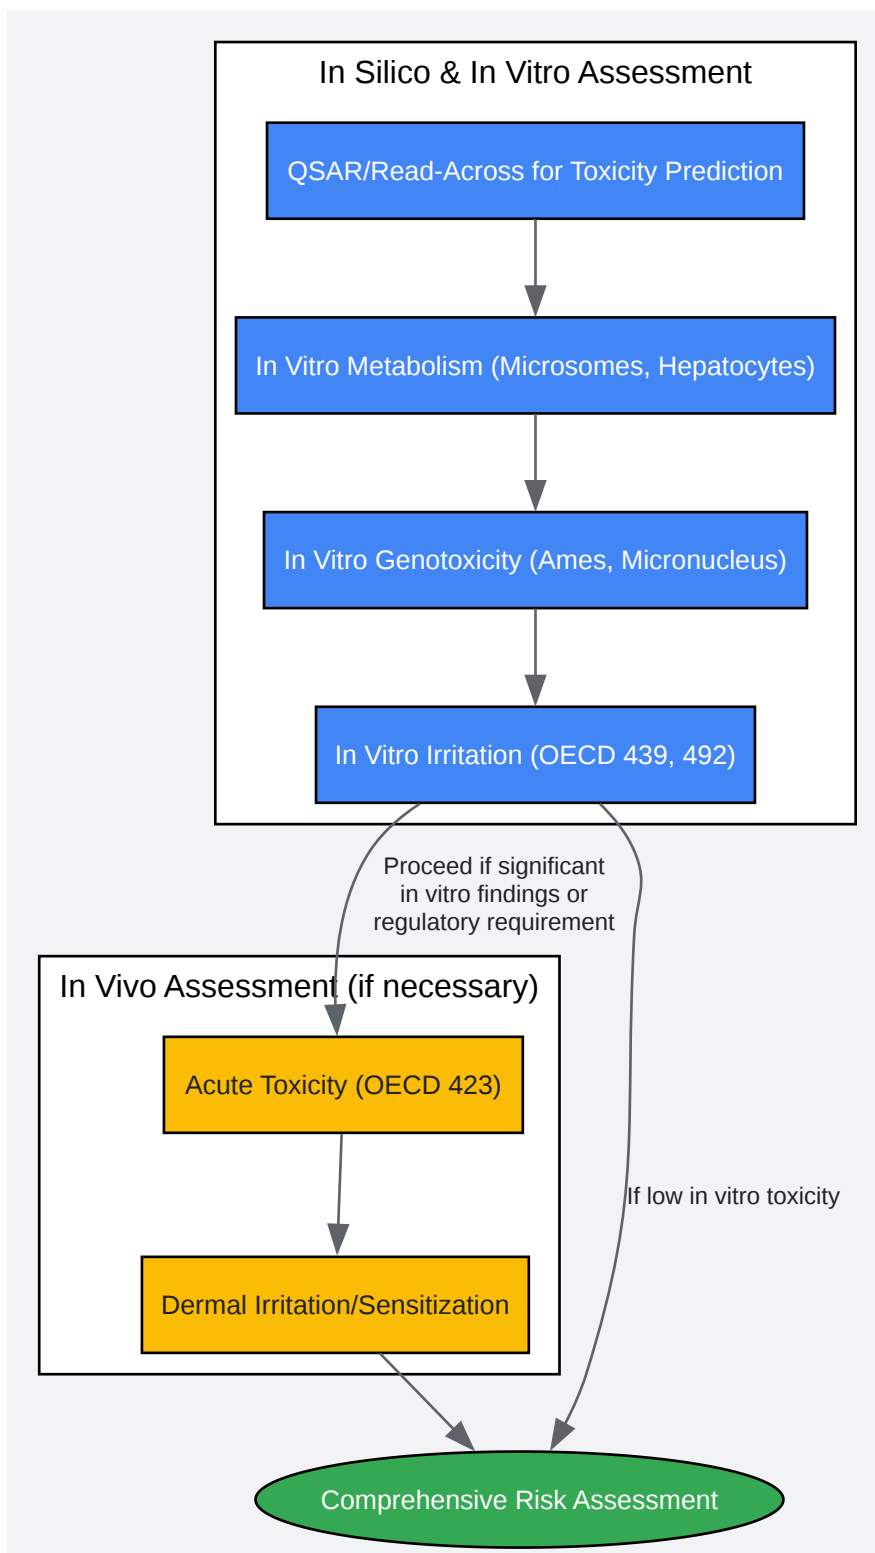 In Silico & In Vitro Assessment
QSAR/Read-Across for Toxicity Prediction
In Vitro Metabolism (Microsomes, Hepatocytes)
In Vitro Genotoxicity (Ames, Micronucleus)
In Vitro Irritation (OECD 439, 492)
Proceed if significant
in vitro findings or
regulatory requirement
In Vivo Assessment (if necessary)
Acute Toxicity (OECD 423)
If low in vitro toxicity
Dermal Irritation/Sensitization
Comprehensive Risk Assessment